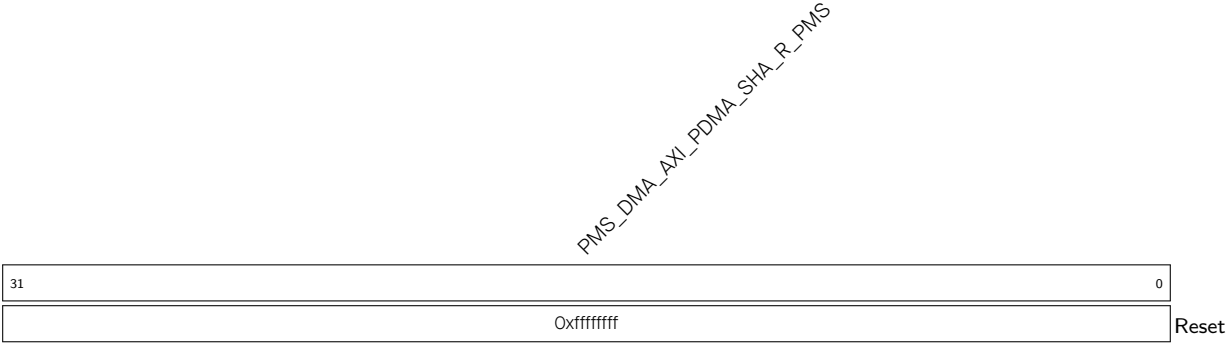 PMS_DMA_AXI_PDMA_SHA_R_PMS
31 0
0xffffffff Reset